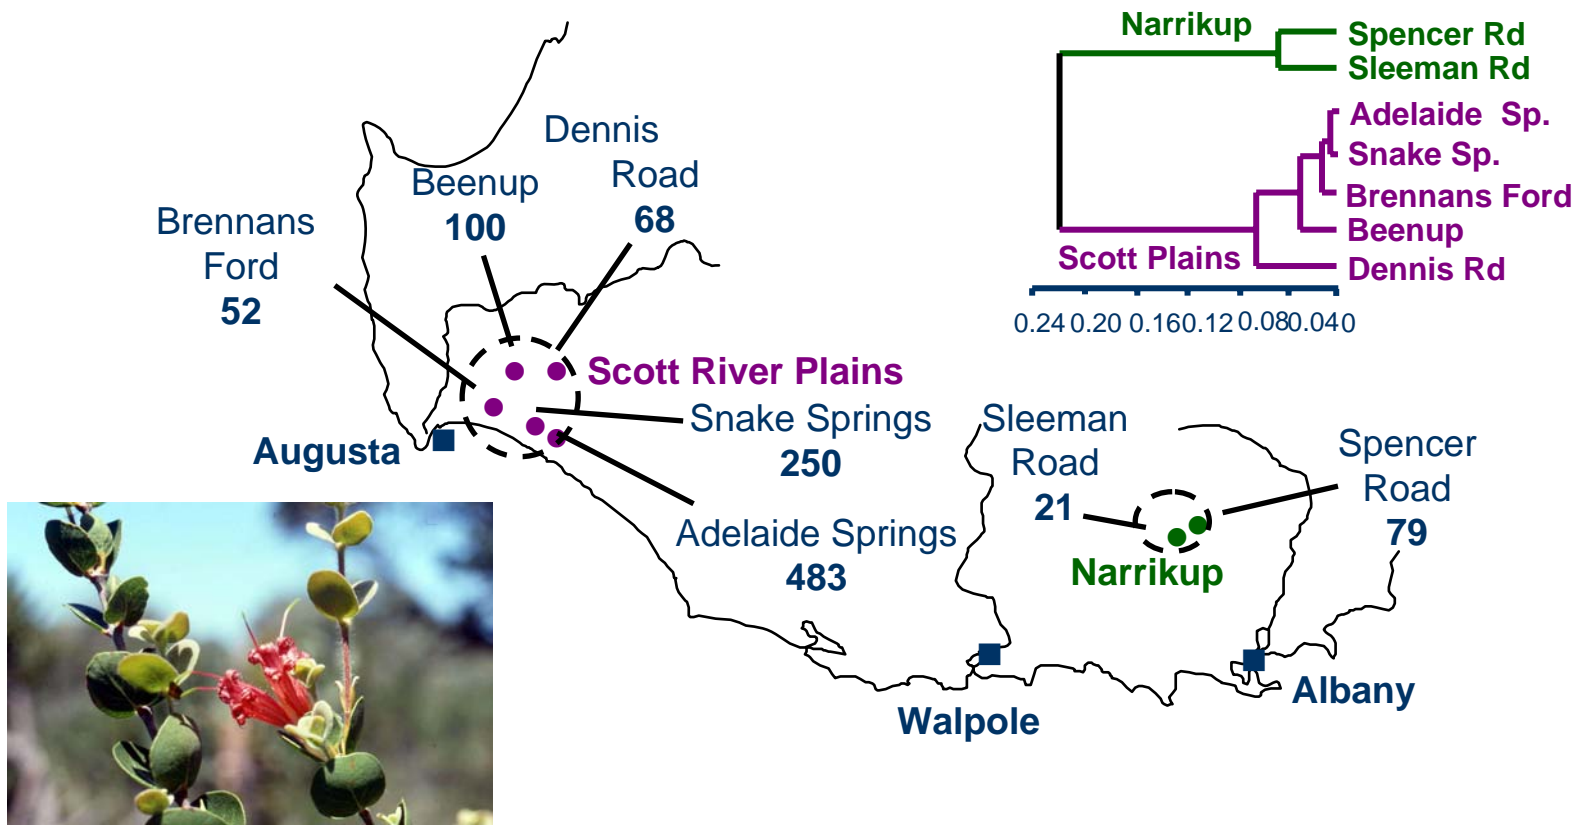 Narrikup
Spencer Rd
Sleeman Rd
Adelaide Sp.
Snake Sp.
Brennans Ford
Beenup
Dennis Rd
Scott Plains
0.24 0.20 0.16 0.12 0.08 0.04 0
Dennis
Road
68
Beenup
100
Brennans
Ford
52
Scott River Plains
Snake Springs
250
Augusta
Adelaide Springs
483
Sleeman
Road
21
Spencer
Road
79
Narrikup
Walpole
Albany